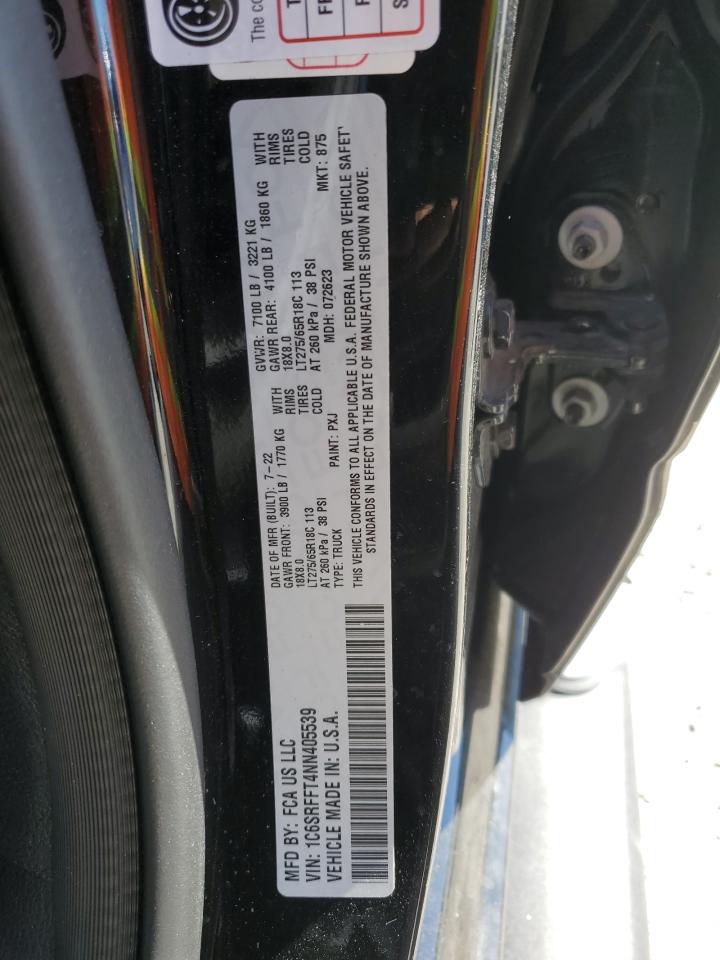 The co
MFD BY: FCA US LLC
VIN: 1C6SRFFT4NN405539
VEHICLE MADE IN: U.S.A.
DATE OF MFR (BUILT): 7-22
GAWR FRONT: 3900 LB / 1770 KG WITH
18X8.0 RIMS
LT275/65R18C 113 TIRES
AT 260 kPa / 38 PSI COLD
TYPE: TRUCK PAINT: PXJ
GVWR: 7100 LB / 3221 KG
GAWR REAR: 4100 LB / 1860 KG WITH
18X8.0 RIMS
LT275/65R18C 113 TIRES
AT 260 kPa / 38 PSI COLD
MDH: 072623 MKT: 875
THIS VEHICLE CONFORMS TO ALL APPLICABLE U.S.A. FEDERAL MOTOR VEHICLE SAFETY
STANDARDS IN EFFECT ON THE DATE OF MANUFACTURE SHOWN ABOVE.